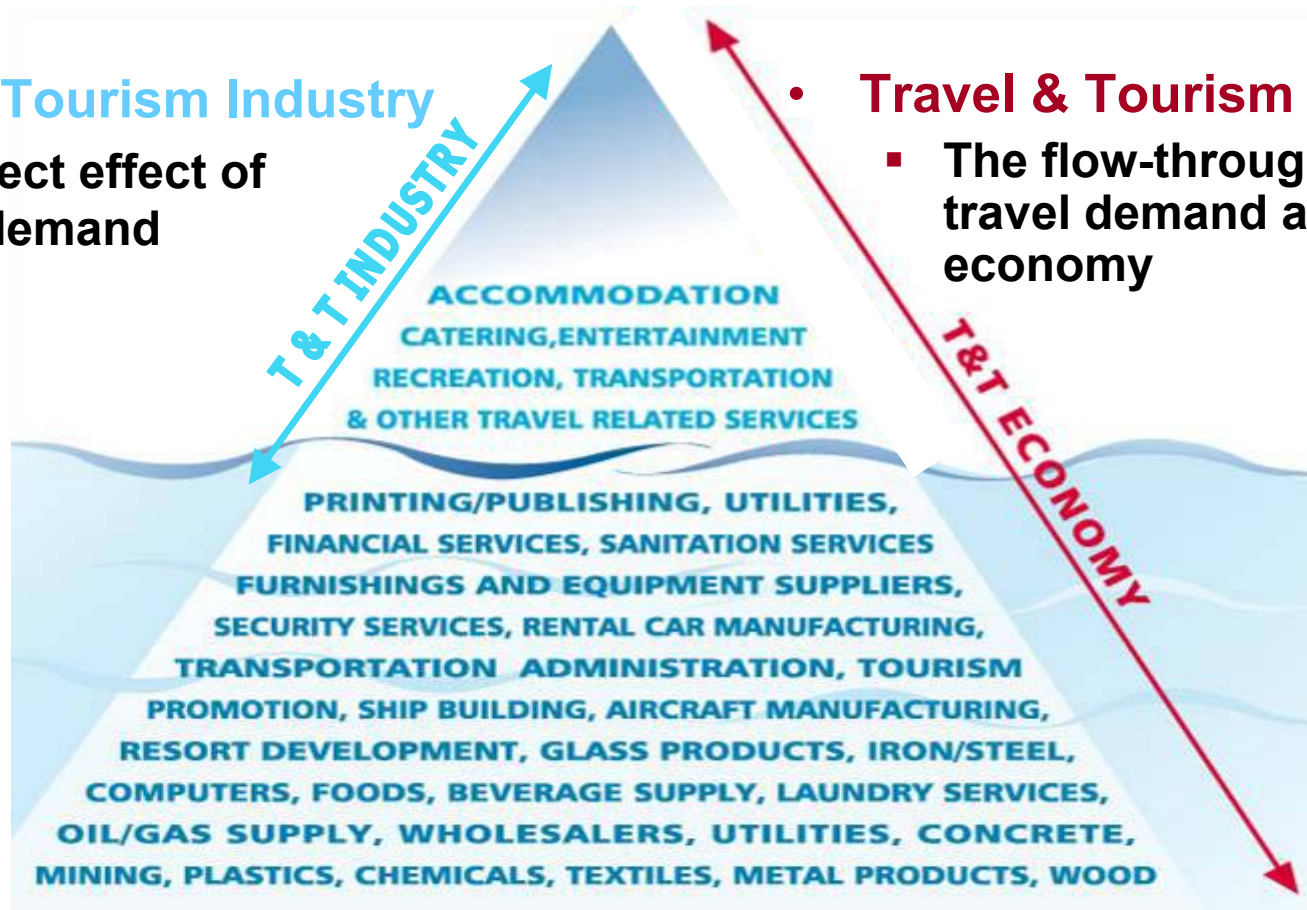 Tourism Industry
ect effect of
demand
T & T INDUSTRY
• Travel & Tourism
▪ The flow-throug
travel demand a
economy
T&T ECONOMY
ACCOMMODATION
CATERING,ENTERTAINMENT
RECREATION, TRANSPORTATION
& OTHER TRAVEL RELATED SERVICES
PRINTING/PUBLISHING, UTILITIES,
FINANCIAL SERVICES, SANITATION SERVICES
FURNISHINGS AND EQUIPMENT SUPPLIERS,
SECURITY SERVICES, RENTAL CAR MANUFACTURING,
TRANSPORTATION ADMINISTRATION, TOURISM
PROMOTION, SHIP BUILDING, AIRCRAFT MANUFACTURING,
RESORT DEVELOPMENT, GLASS PRODUCTS, IRON/STEEL,
COMPUTERS, FOODS, BEVERAGE SUPPLY, LAUNDRY SERVICES,
OIL/GAS SUPPLY, WHOLESALERS, UTILITIES, CONCRETE,
MINING, PLASTICS, CHEMICALS, TEXTILES, METAL PRODUCTS, WOOD